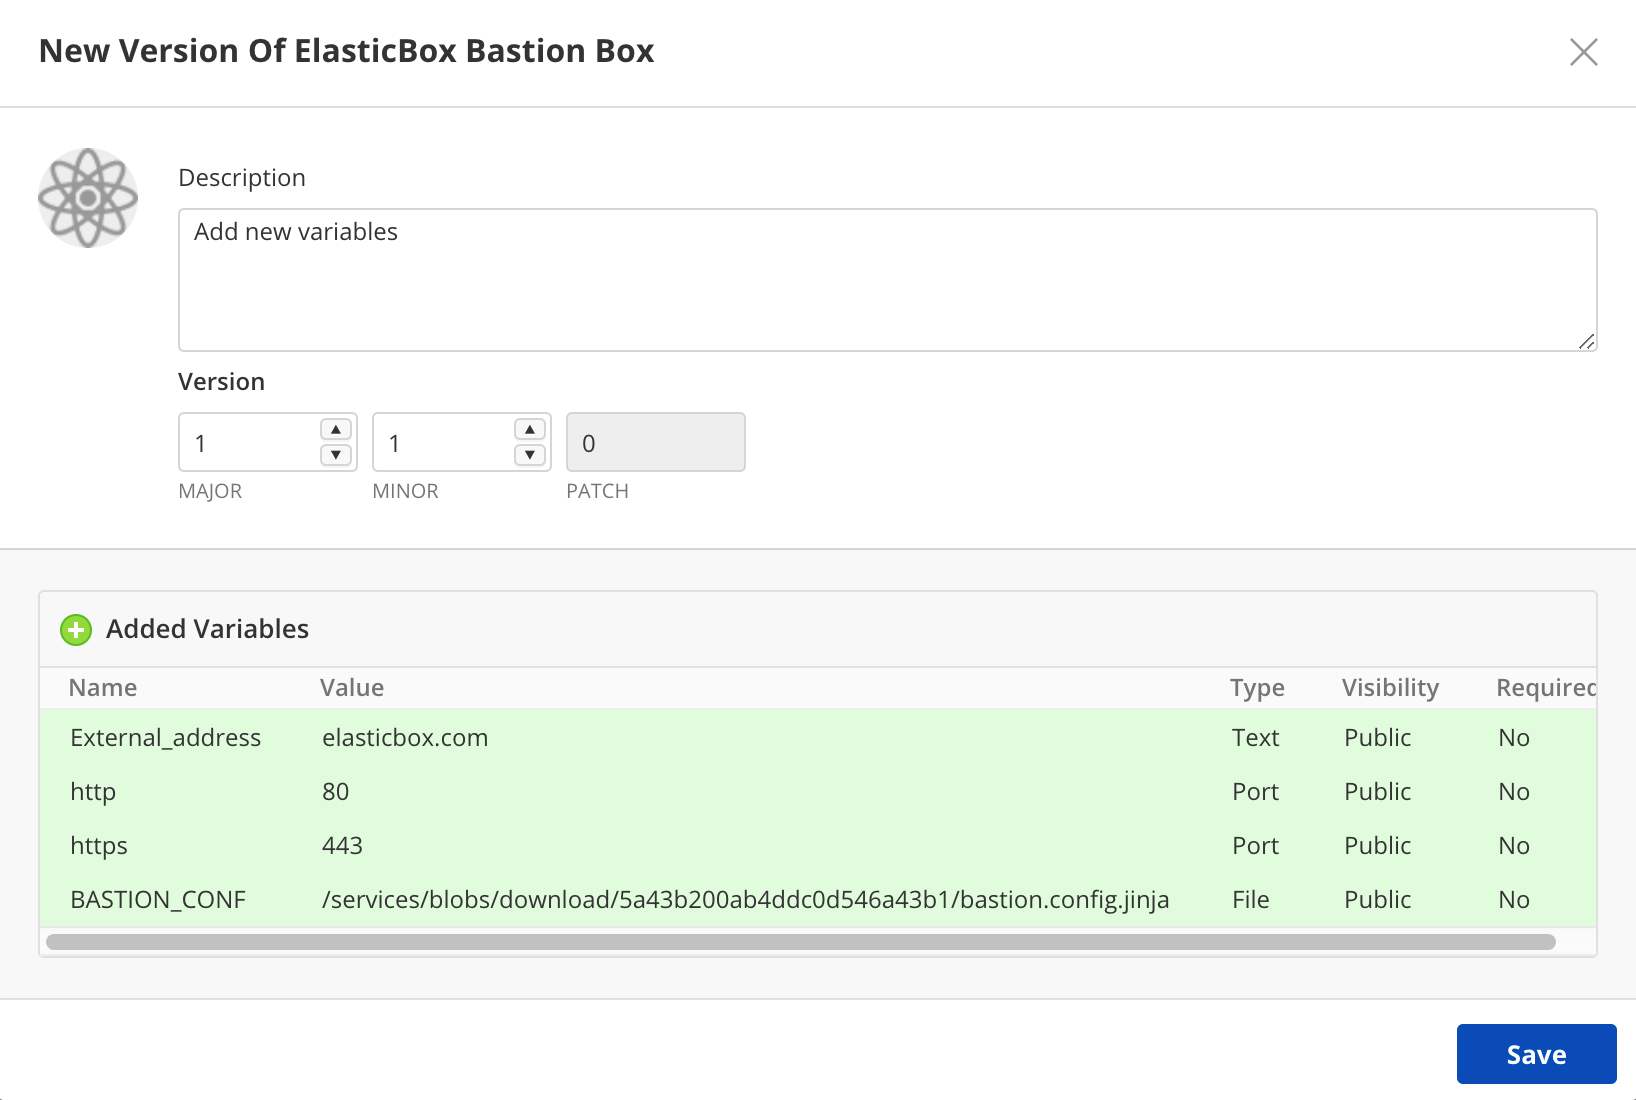 New Version Of ElasticBox Bastion Box
Description
Add new variables
Version
1 1 0
MAJOR MINOR PATCH
Added Variables
Name Value Type Visibility Required
External_address elasticbox.com Text Public No
http 80 Port Public No
https 443 Port Public No
BASTION_CONF /services/blobs/download/5a43b200ab4ddc0d546a43b1/bastion.config.jinja File Public No
Save